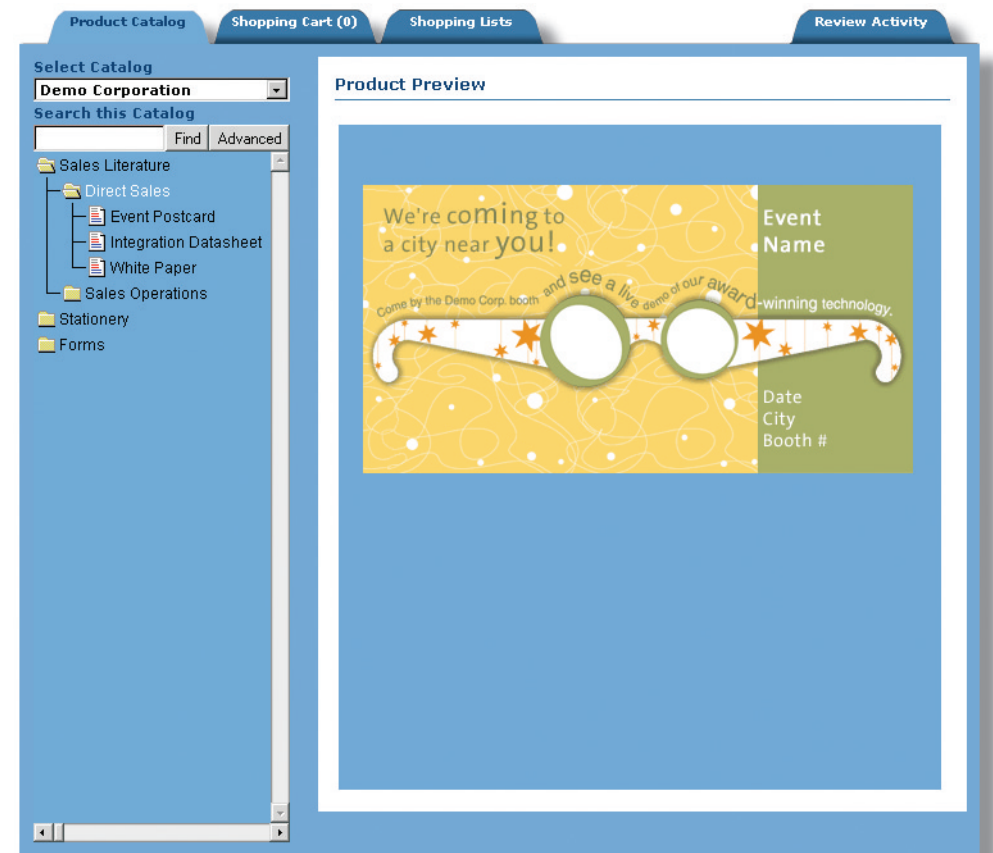 Product Catalog
Shopping Cart (0)
Shopping Lists
Review Activity
Select Catalog
Demo Corporation
Search this Catalog
Find
Advanced
Sales Literature
Direct Sales
Event Postcard
Integration Datasheet
White Paper
Sales Operations
Stationery
Forms
Product Preview
We're coming to
a city near you!
Event
Name
Come by the Demo Corp. booth and see a live demo of our award-winning technology.
Date
City
Booth #